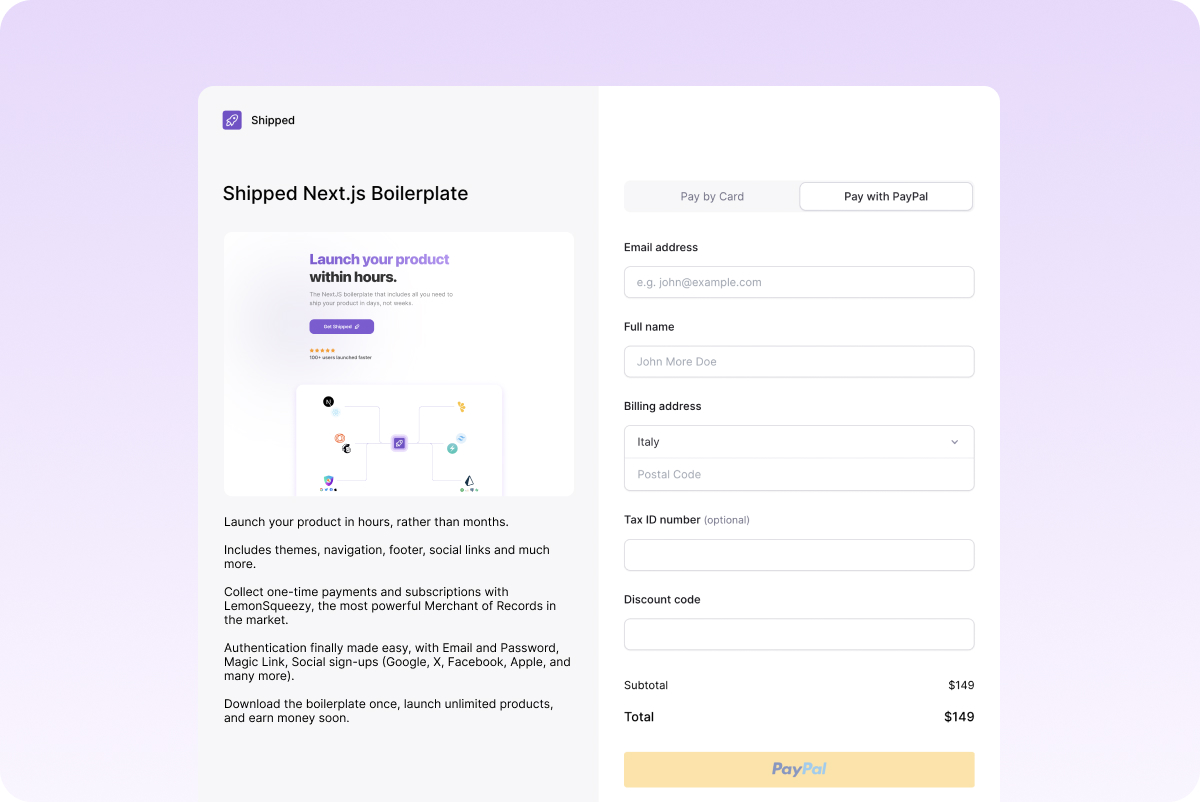 Shipped
Shipped Next.js Boilerplate
Launch your product
within hours.
The NextJS boilerplate that includes all you need to
ship your product in days, not weeks.
Get Shipped
100+ users launched faster
Launch your product in hours, rather than months.
Includes themes, navigation, footer, social links and much
more.
Collect one-time payments and subscriptions with
LemonSqueezy, the most powerful Merchant of Records in
the market.
Authentication finally made easy, with Email and Password,
Magic Link, Social sign-ups (Google, X, Facebook, Apple, and
many more).
Download the boilerplate once, launch unlimited products,
and earn money soon.
Pay by Card
Pay with PayPal
Email address
e.g. john@example.com
Full name
John More Doe
Billing address
Italy
Postal Code
Tax ID number (optional)
Discount code
Subtotal $149
Total $149
PayPal